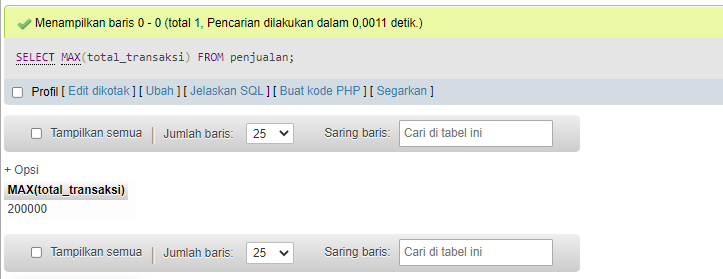 Menampilkan baris 0 - 0 (total 1, Pencarian dilakukan dalam 0,0011 detik.)
SELECT MAX(total_transaksi) FROM penjualan;
Profil [ Edit dikotak ] [ Ubah ] [ Jelaskan SQL ] [ Buat kode PHP ] [ Segarkan ]
Tampilkan semua | Jumlah baris: 25 Saring baris: Cari di tabel ini
+ Opsi
MAX(total_transaksi)
200000
Tampilkan semua | Jumlah baris: 25 Saring baris: Cari di tabel ini